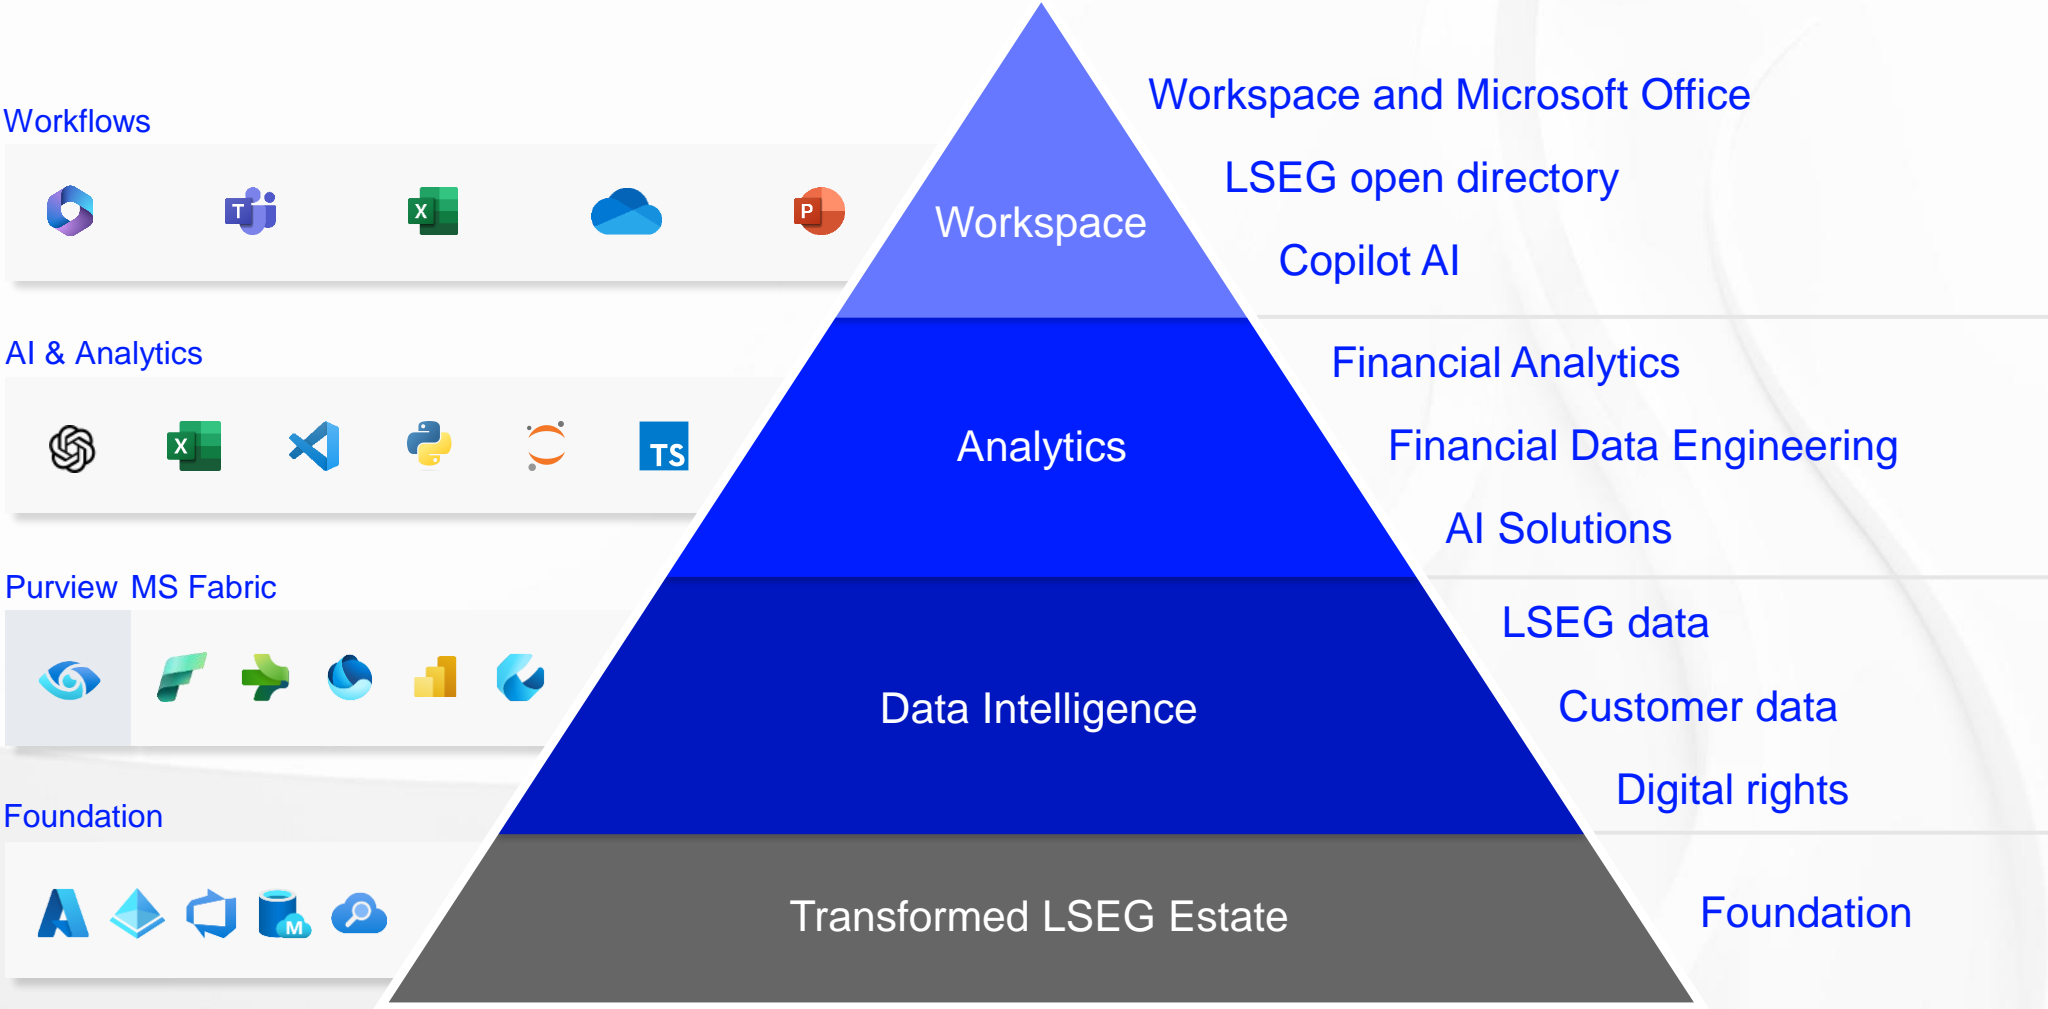 Workflows
T
X
P
Workspace
Workspace and Microsoft Office
LSEG open directory
Copilot AI
AI & Analytics
X
TS
Analytics
Financial Analytics
Financial Data Engineering
AI Solutions
Purview MS Fabric
Data Intelligence
LSEG data
Customer data
Digital rights
Foundation
M
Transformed LSEG Estate
Foundation